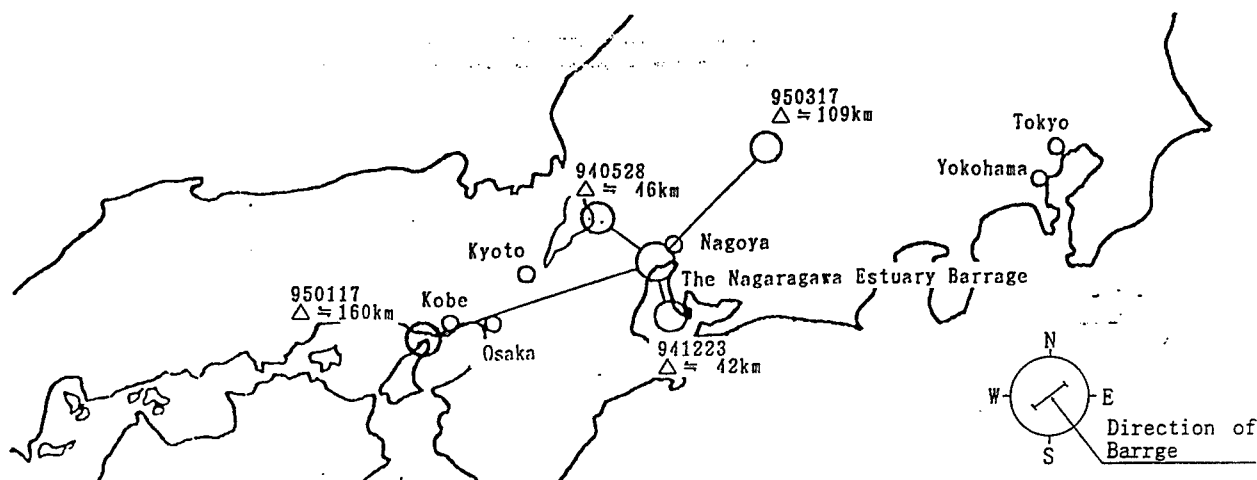 950317
△≒109km
Tokyo
Yokohama
940528
△≒ 46km
Nagoya
Kyoto
The Nagaragawa Estuary Barrage
950117
△≒160km
Kobe
Osaka
941223
△≒ 42km
N
W
E
S
Direction of
Barrge